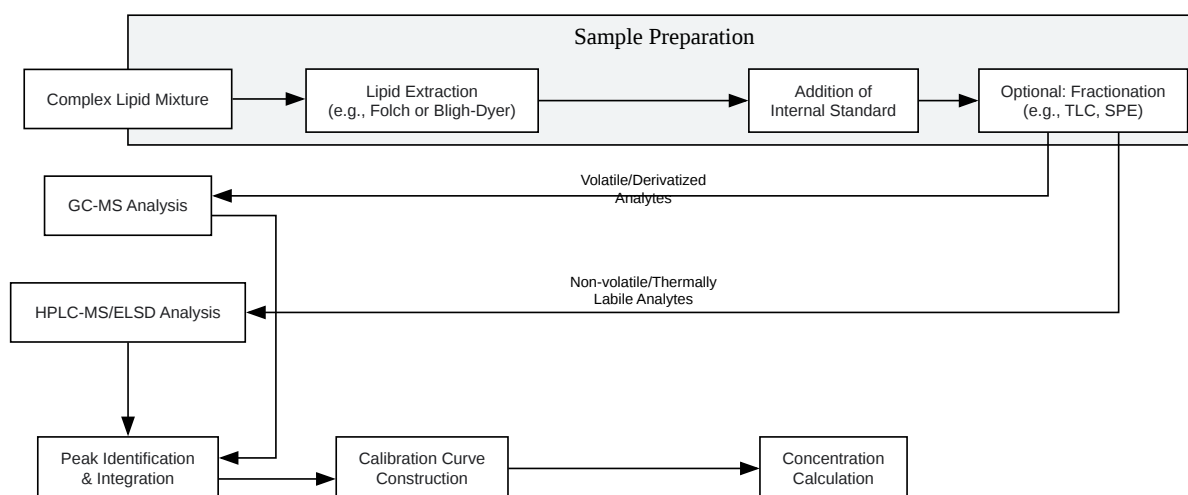 Sample Preparation
Complex Lipid Mixture
Lipid Extraction
(e.g., Folch or Bligh-Dyer)
Addition of
Internal Standard
Optional: Fractionation
(e.g., TLC, SPE)
Volatile/Derivatized
Analytes
GC-MS Analysis
Non-volatile/Thermally
Labile Analytes
HPLC-MS/ELSD Analysis
Peak Identification
& Integration
Calibration Curve
Construction
Concentration
Calculation